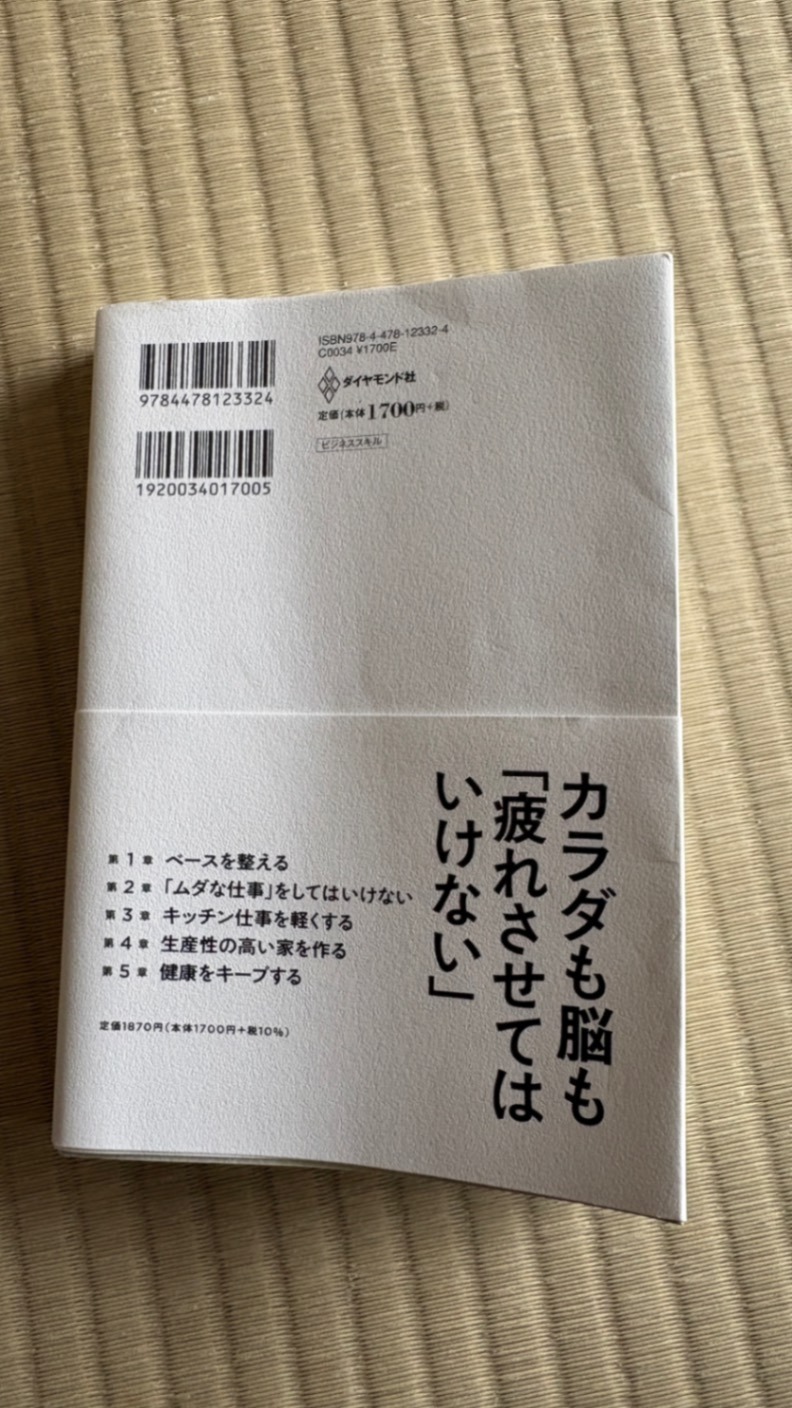 9784478123324
1920034017005
ISBN978-4-478-12332-4
C0034 ¥1700E
ダイヤモンド社
定価(本体1700円+税)
ビジネススキル
カラダも脳も
「疲れさせては
いけない」
第1章 ベースを整える
第2章 「ムダな仕事」をしてはいけない
第3章 キッチン仕事を軽くする
第4章 生産性の高い家を作る
第5章 健康をキープする
定価1870円(本体1700円+税10%)